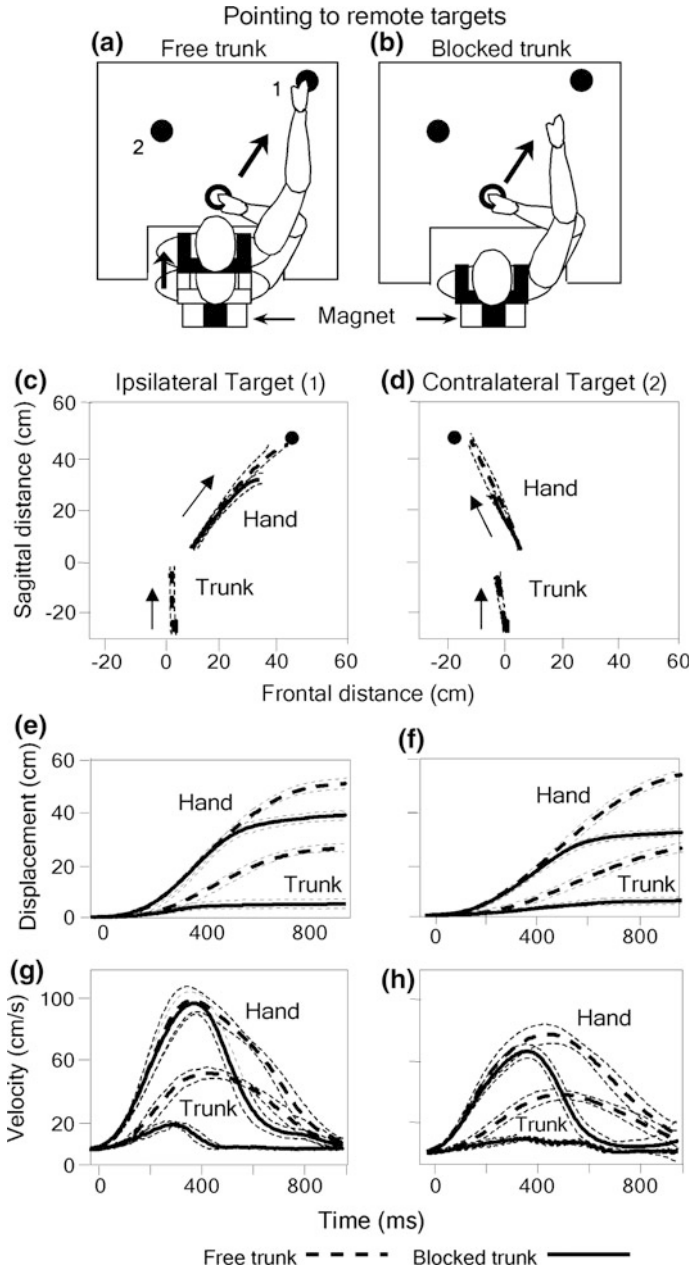 Pointing to remote targets
(a) (b)
Free trunk Blocked trunk
1
2
Magnet
(c) Ipsilateral Target (1) (d) Contralateral Target (2)
Sagittal distance (cm)
60
40
20
0
-20
Hand
Trunk
Hand
Trunk
-20 0 20 40 60 -20 0 20 40 60
Frontal distance (cm)
(e) (f)
Displacement (cm)
60
40
20
0
Hand
Trunk
Hand
Trunk
0 400 800 0 400 800
(g) (h)
Velocity (cm/s)
100
60
20
0
Hand
Trunk
Hand
Trunk
0 400 800 0 400 800
Time (ms)
Free trunk Blocked trunk